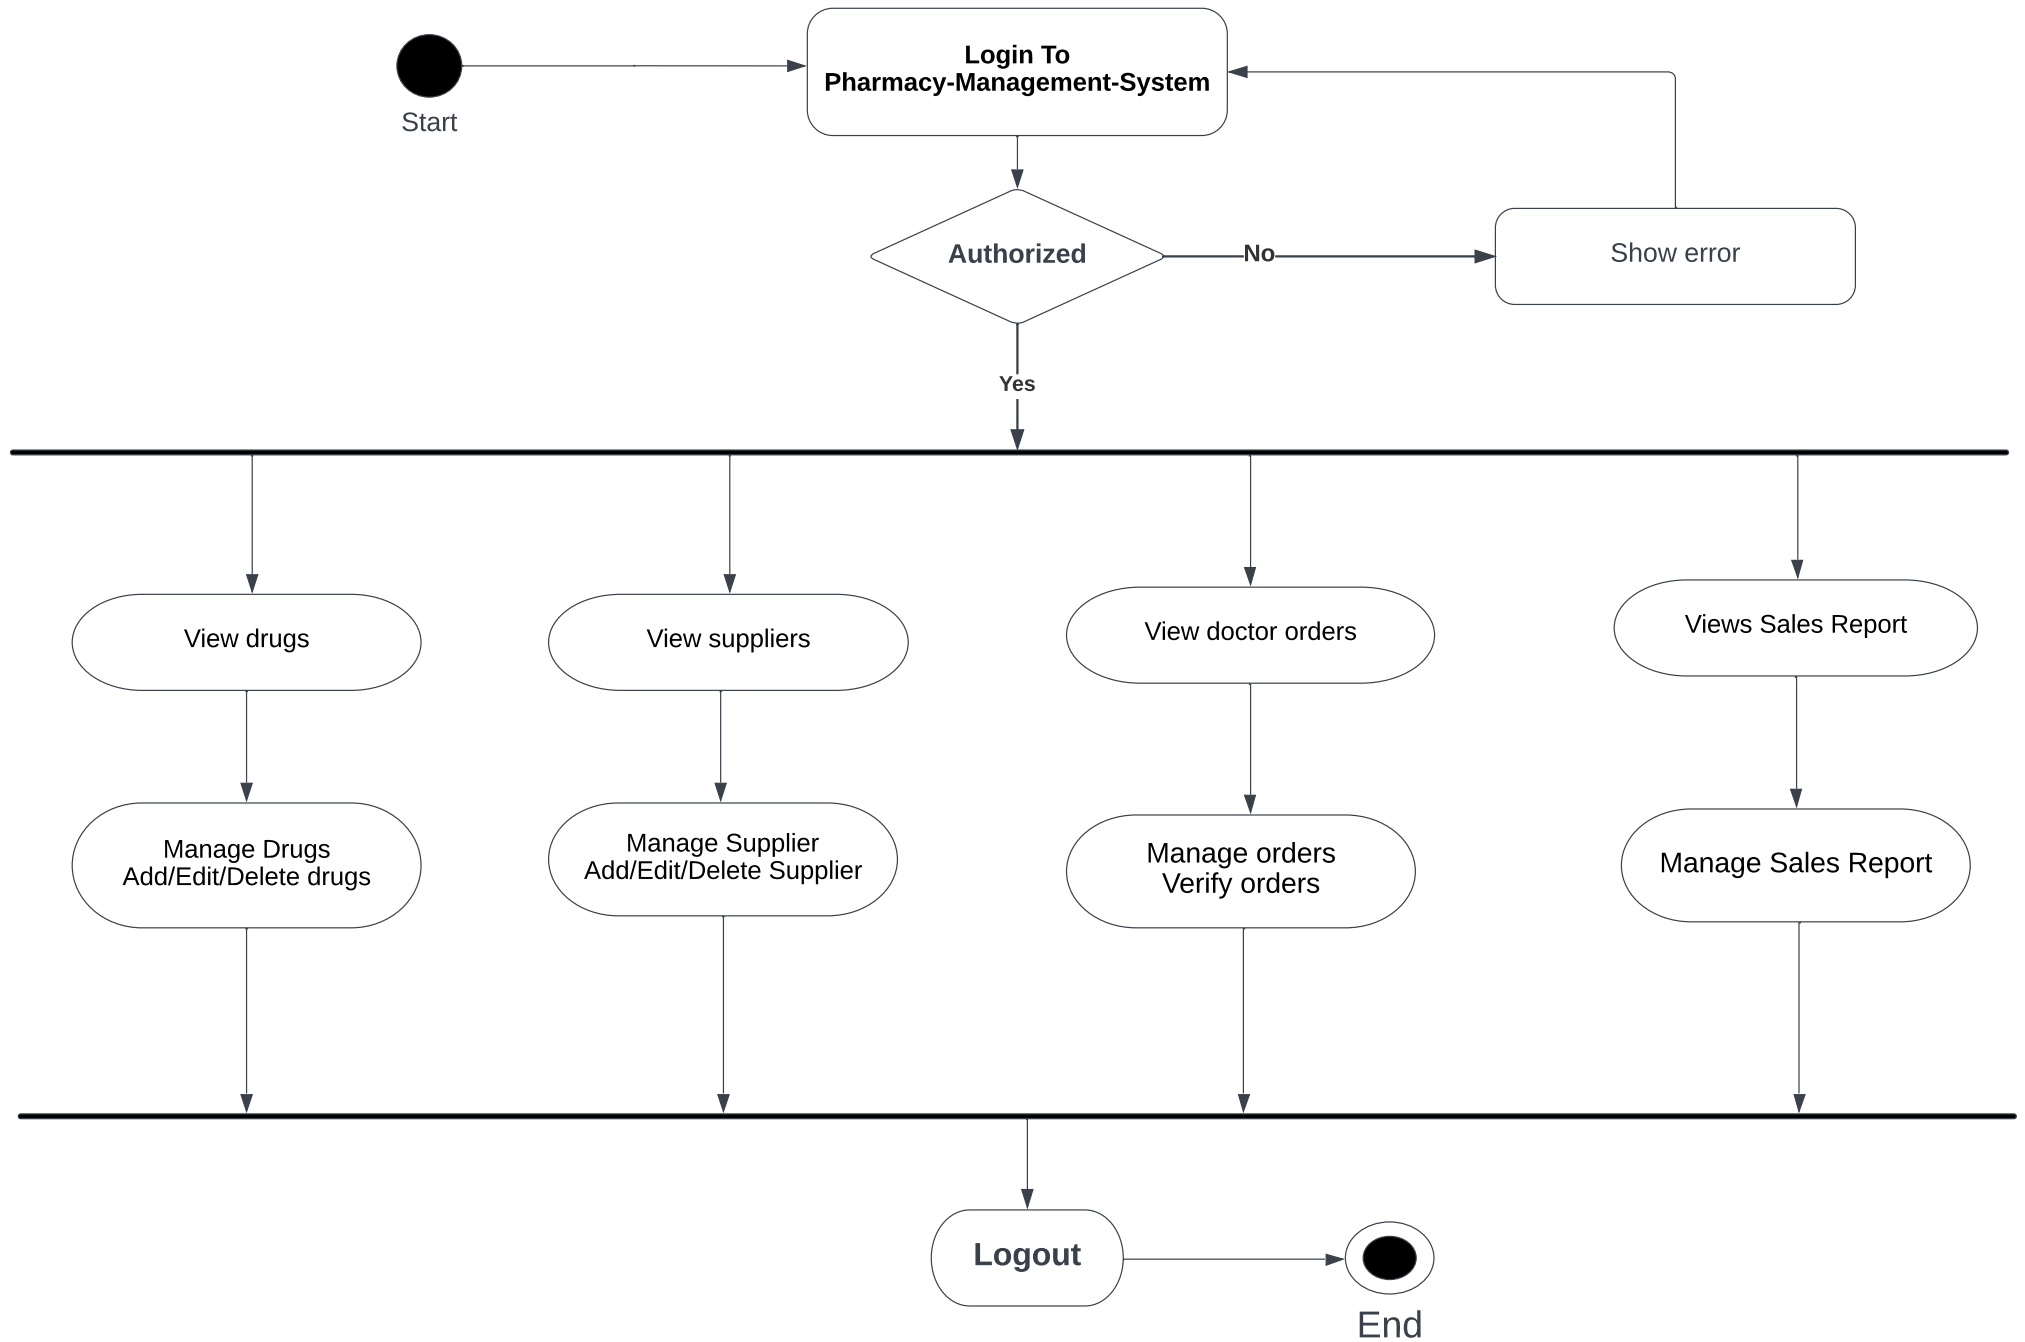 Login To
Pharmacy-Management-System
Start
Authorized
No
Show error
Yes
View drugs
View suppliers
View doctor orders
Views Sales Report
Manage Drugs
Add/Edit/Delete drugs
Manage Supplier
Add/Edit/Delete Supplier
Manage orders
Verify orders
Manage Sales Report
Logout
End